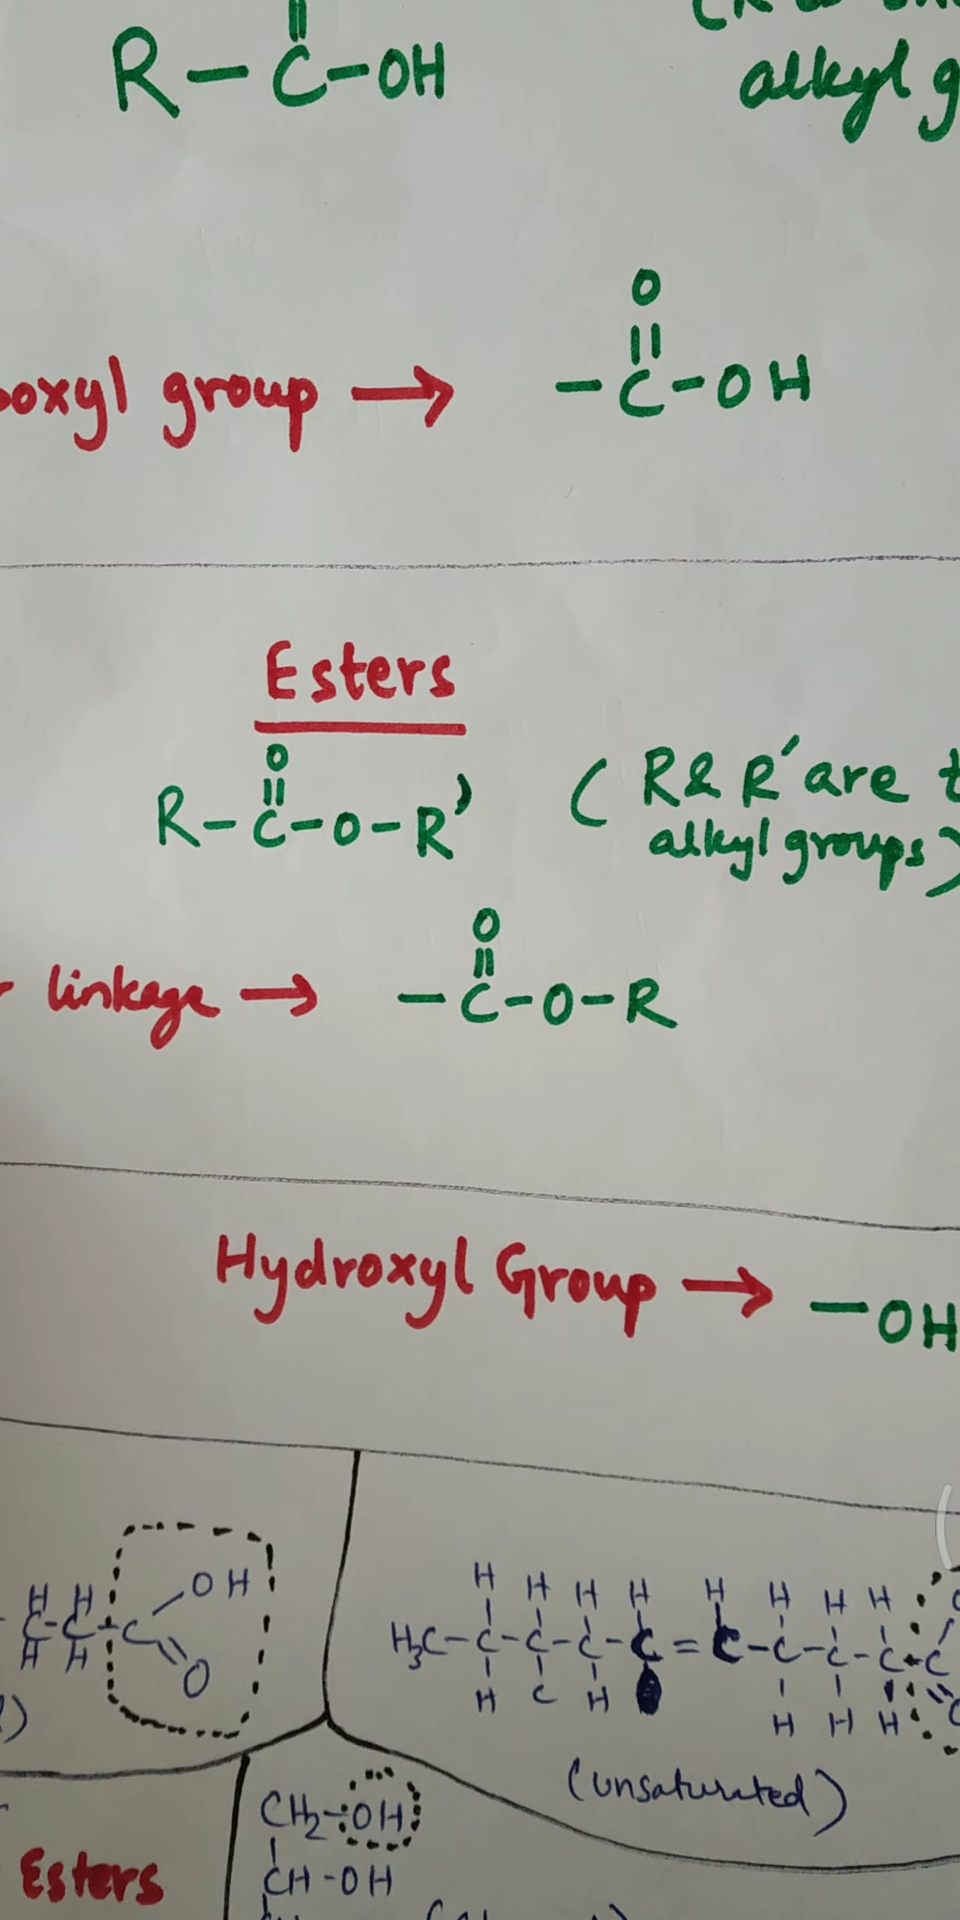 R-C-OH
alkyl g
O
||
oxyl group → -C-OH
Esters
O
||
R-C-O-R' (R & R' are t
alkyl groups)
O
||
linkage → -C-O-R
Hydroxyl Group → -OH
H H OH
C-C-C
H H O
H H H H H H H H
H₃C-C-C-C-C=C-C-C-C-C
H C H H H H
(unsaturated)
CH₂-OH
Esters
CH-OH